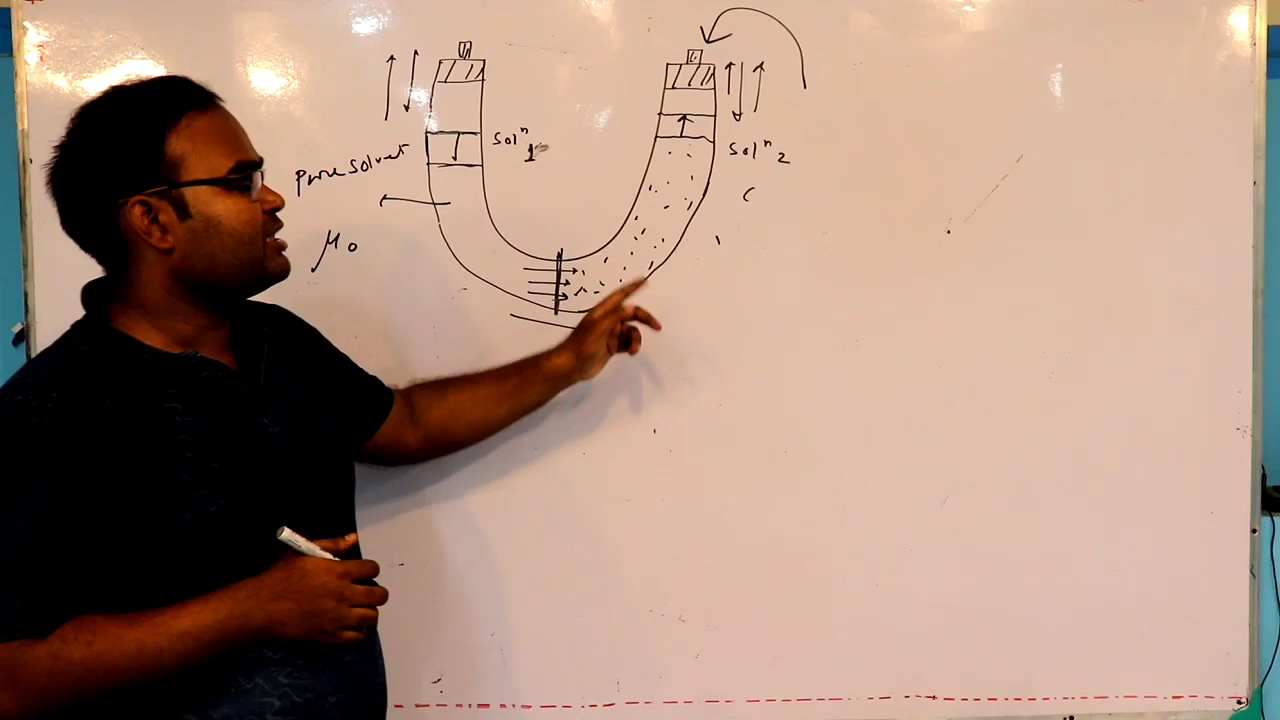 Solⁿ 1
Pure solvent
Solⁿ 2
C
μ₀